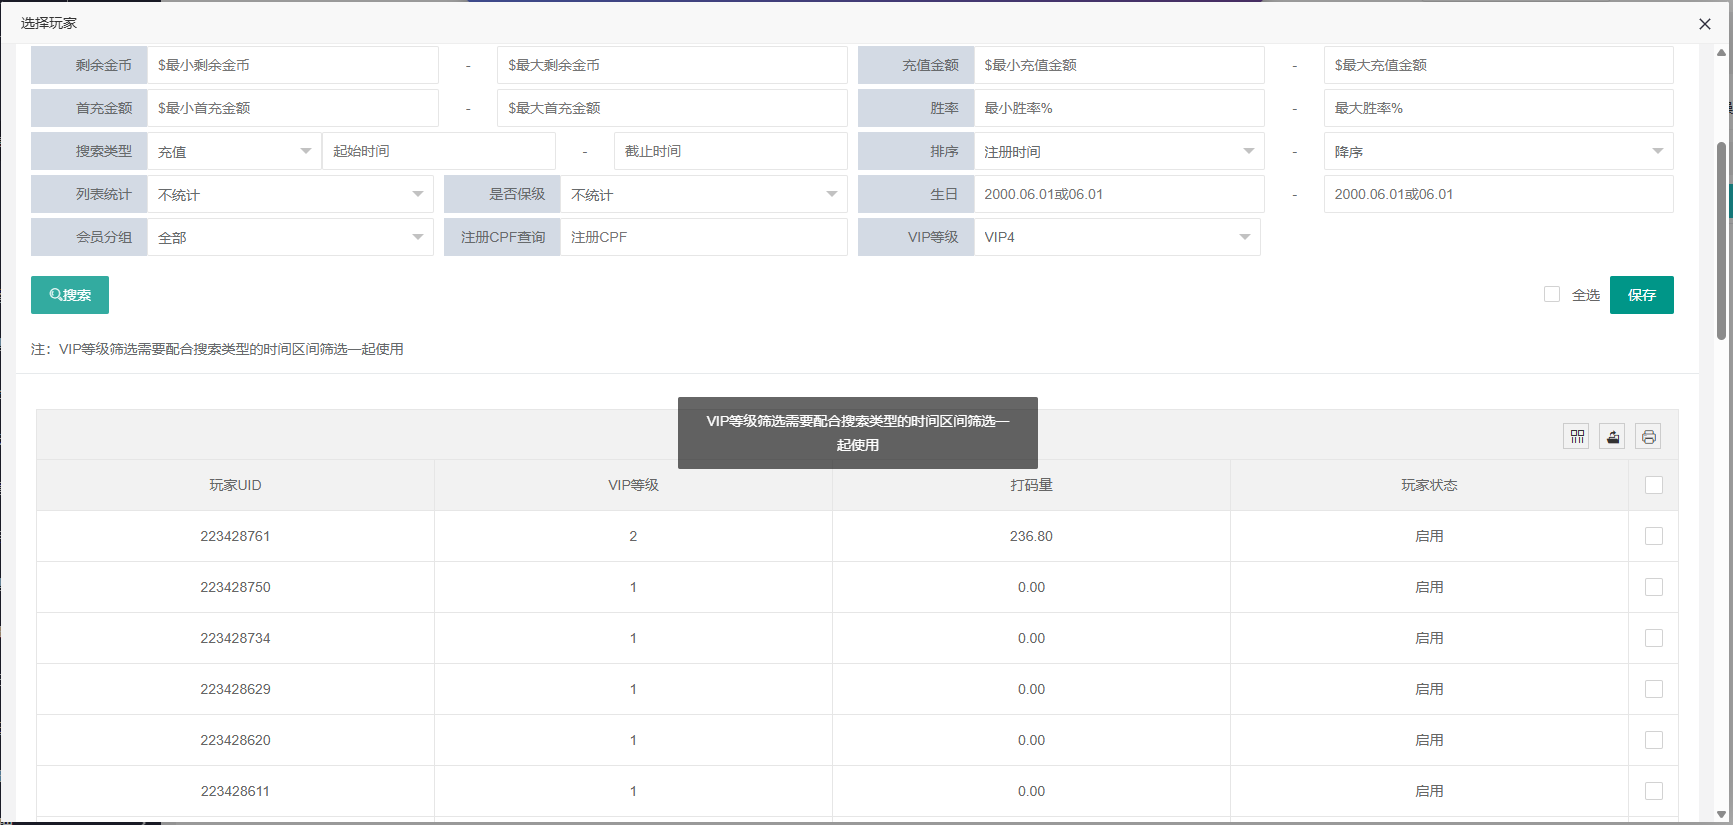 选择玩家
剩余金币 $最小剩余金币 - $最大剩余金币 充值金额 $最小充值金额 - $最大充值金额
首充金额 $最小首充金额 - $最大首充金额 胜率 最小胜率% - 最大胜率%
搜索类型 充值 起始时间 - 截止时间 排序 注册时间 - 降序
列表统计 不统计 是否保级 不统计 生日 2000.06.01或06.01 - 2000.06.01或06.01
会员分组 全部 注册CPF查询 注册CPF VIP等级 VIP4
搜索 全选 保存
注：VIP等级筛选需要配合搜索类型的时间区间筛选一起使用
VIP等级筛选需要配合搜索类型的时间区间筛选一
起使用
玩家UID VIP等级 打码量 玩家状态
223428761 2 236.80 启用
223428750 1 0.00 启用
223428734 1 0.00 启用
223428629 1 0.00 启用
223428620 1 0.00 启用
223428611 1 0.00 启用